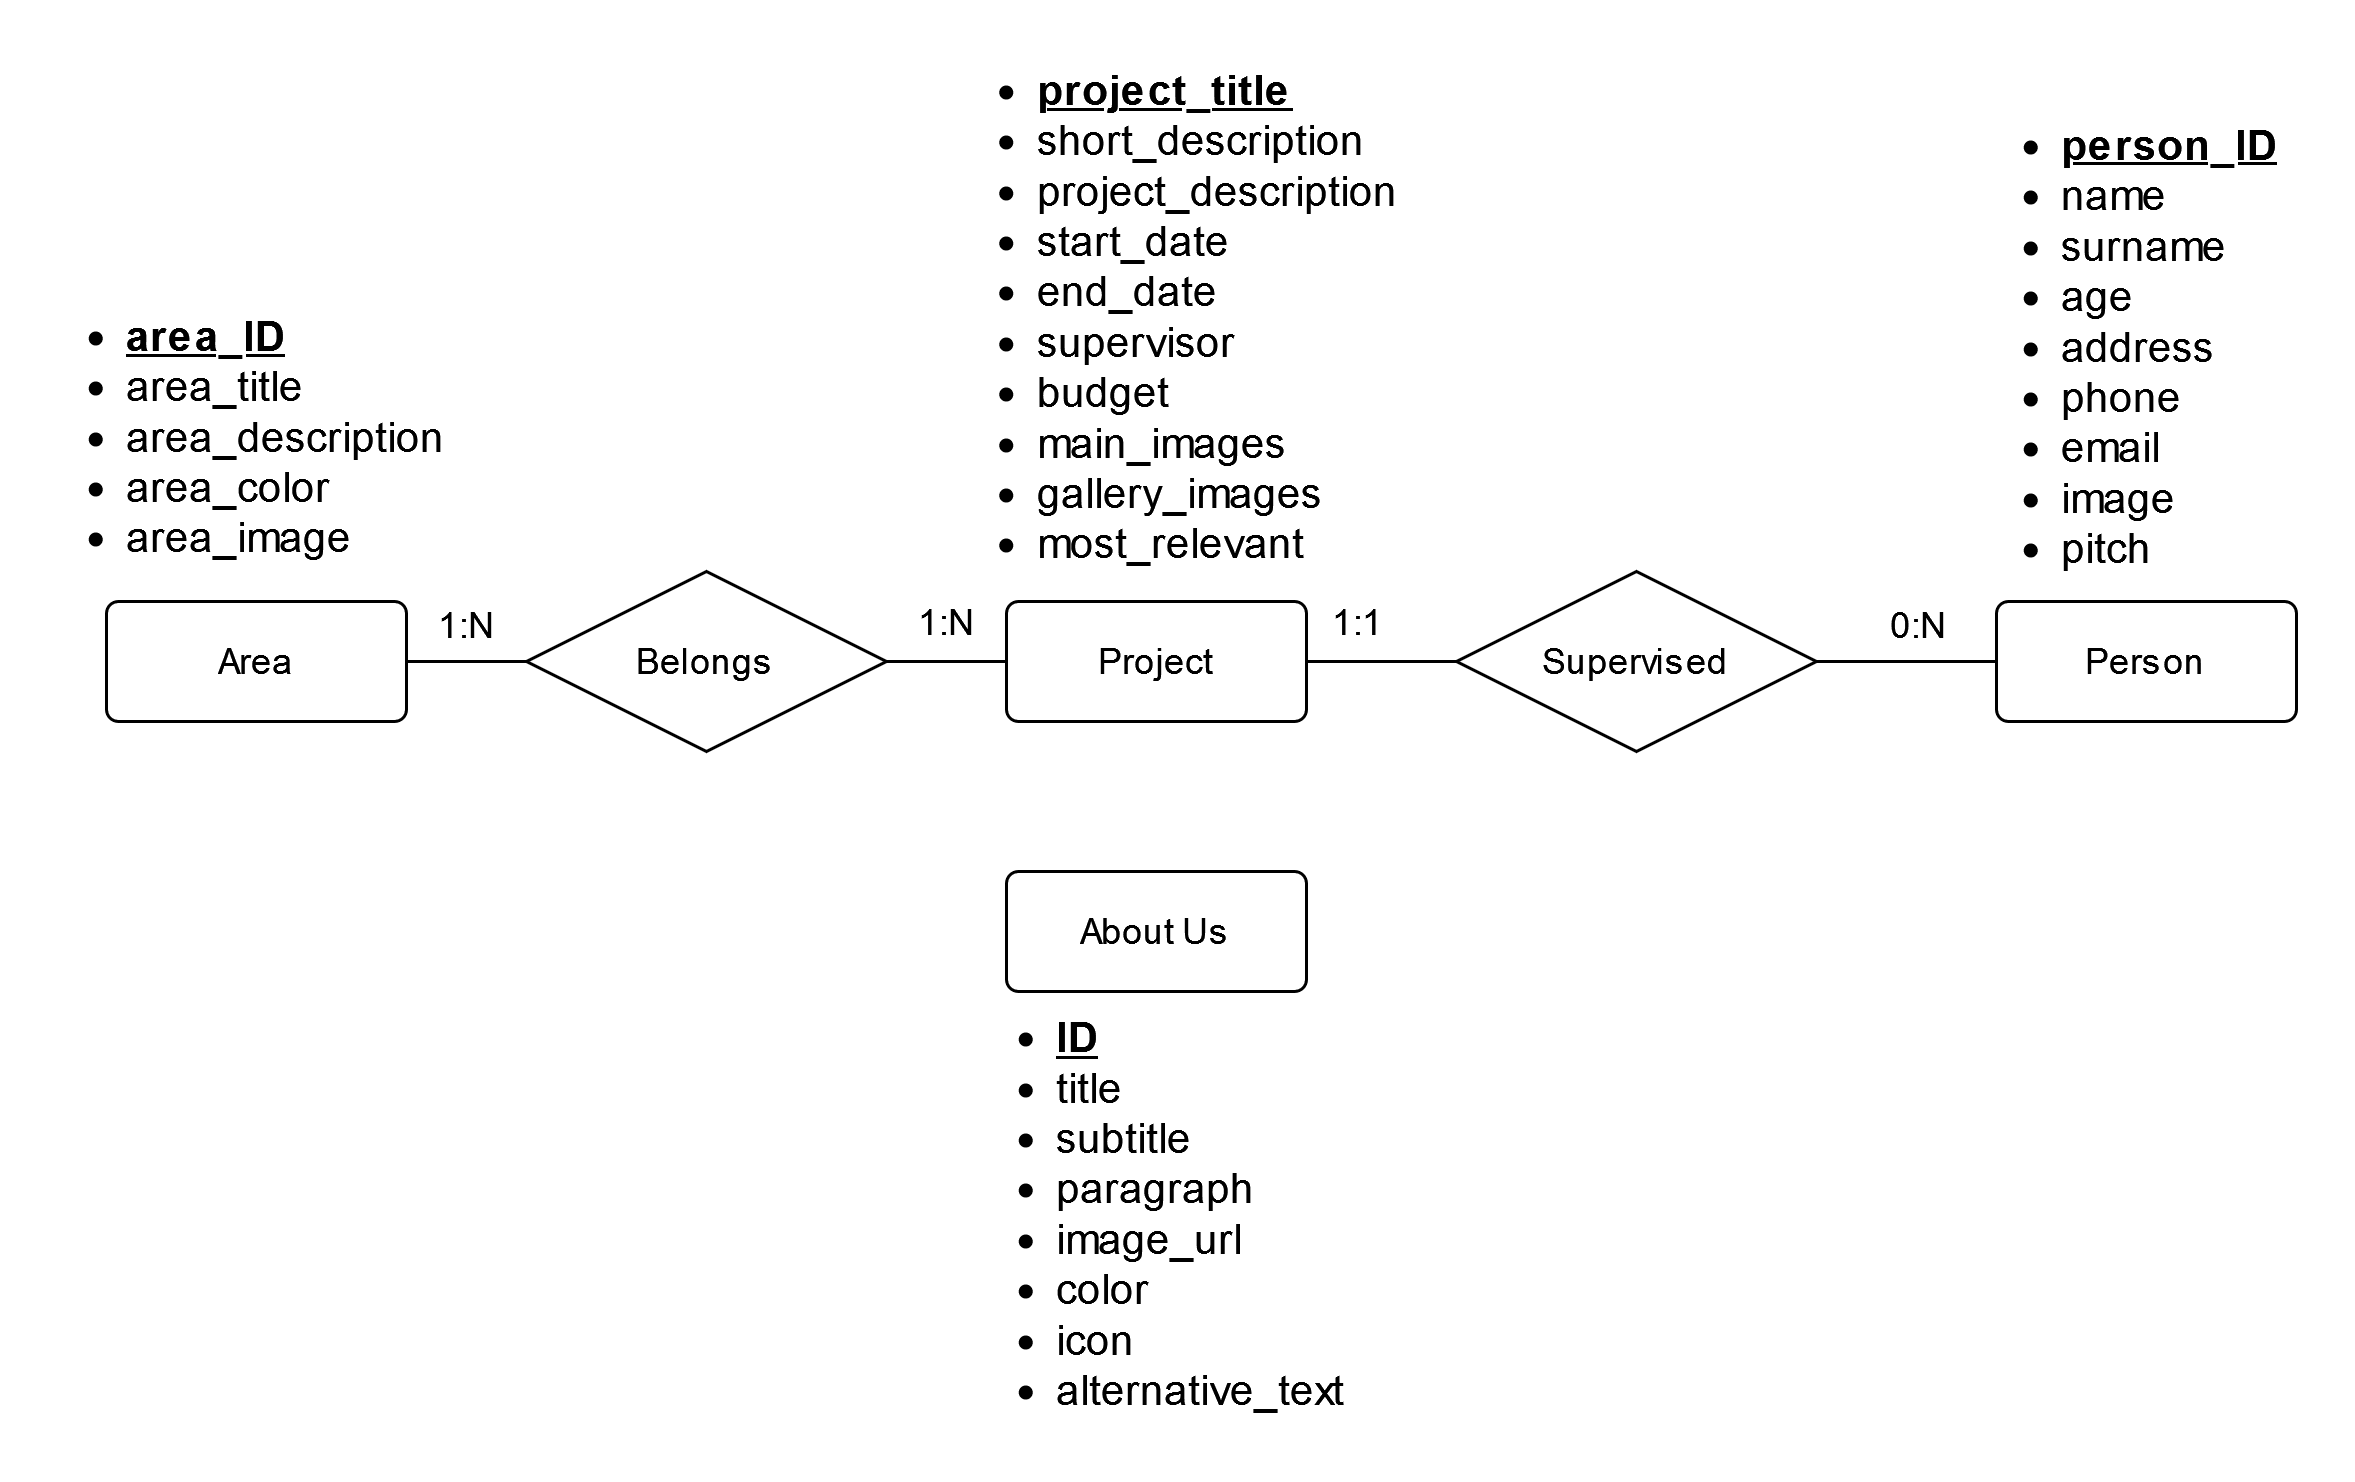 area_ID
area_title
area_description
area_color
area_image
project_title
short_description
project_description
start_date
end_date
supervisor
budget
main_images
gallery_images
most_relevant
person_ID
name
surname
age
address
phone
email
image
pitch
Area
1:N
Belongs
1:N
Project
1:1
Supervised
0:N
Person
About Us
ID
title
subtitle
paragraph
image_url
color
icon
alternative_text